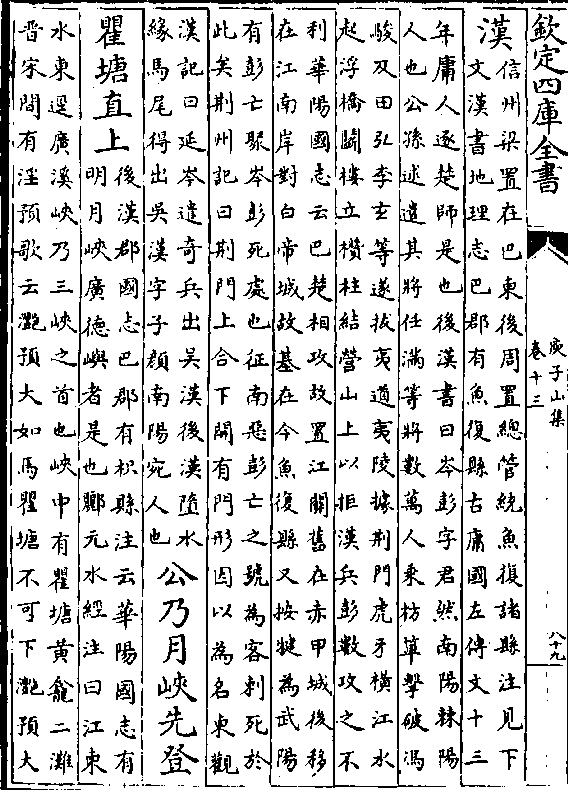 欽定四庫全書
庾子山集
卷十三
八十九
漢
信州梁置在巴東後周置總管統魚復諸縣注見下
文漢書地理志巴郡有魚復縣古庸國左傳文十三
年庸人逐楚師是也後漢書曰岑彭字君然南陽棘陽
人也公孫述遣其將任滿等將數萬人乘枋箄擊破馮
駿及田弘李玄等遂拔夷道夷陵據荆門虎牙橫江水
起浮橋鬬樓立欑柱結營山上以拒漢兵彭數攻之不
利華陽國志云巴楚相攻故置江關舊在赤甲城後移
在江南岸對白帝城故基在今魚復縣又按犍為武陽
有彭亡聚岑彭死處也征南惡彭亡之號為客刺死於
此矣荆州記曰荆門上合下開有門形因以為名東觀
漢記曰延岑遣奇兵出吳漢後漢墮水
緣馬尾得出吳漢字子顏南陽宛人也
公乃月峽先登
瞿塘直上
後漢郡國志巴郡有枳縣注云華陽國志有
明月峽廣德嶼者是也酈元水經注曰江東
水東逕廣溪峽乃三峽之首也峽中有瞿塘黄龕二灘
晋宋間有滛預歌云灔預大如馬瞿塘不可下灔預大